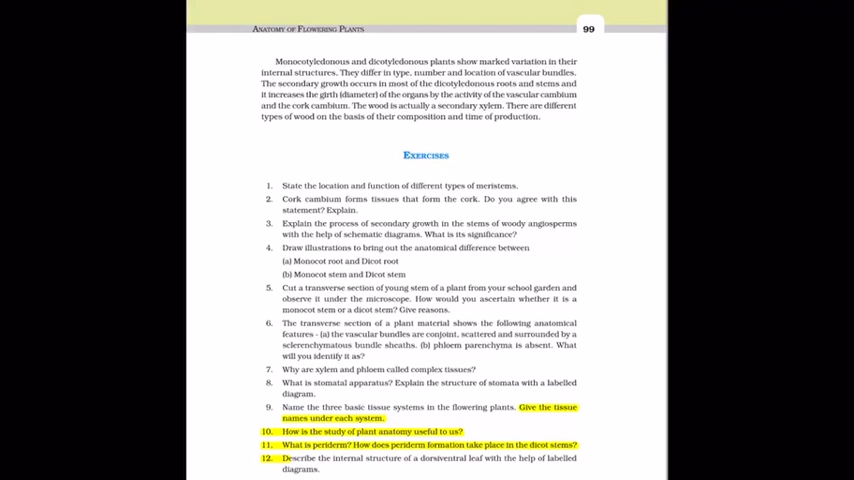 ANATOMY OF FLOWERING PLANTS
99
Monocotyledonous and dicotyledonous plants show marked variation in their
internal structures. They differ in type, number and location of vascular bundles.
The secondary growth occurs in most of the dicotyledonous roots and stems and
it increases the girth (diameter) of the organs by the activity of the vascular cambium
and the cork cambium. The wood is actually a secondary xylem. There are different
types of wood on the basis of their composition and time of production.
EXERCISES
1. State the location and function of different types of meristems.
2. Cork cambium forms tissues that form the cork. Do you agree with this
statement? Explain.
3. Explain the process of secondary growth in the stems of woody angiosperms
with the help of schematic diagrams. What is its significance?
4. Draw illustrations to bring out the anatomical difference between
(a) Monocot root and Dicot root
(b) Monocot stem and Dicot stem
5. Cut a transverse section of young stem of a plant from your school garden and
observe it under the microscope. How would you ascertain whether it is a
monocot stem or a dicot stem? Give reasons.
6. The transverse section of a plant material shows the following anatomical
features - (a) the vascular bundles are conjoint, scattered and surrounded by a
sclerenchymatous bundle sheaths. (b) phloem parenchyma is absent. What
will you identify it as?
7. Why are xylem and phloem called complex tissues?
8. What is stomatal apparatus? Explain the structure of stomata with a labelled
diagram.
9. Name the three basic tissue systems in the flowering plants. Give the tissue
names under each system.
10. How is the study of plant anatomy useful to us?
11. What is periderm? How does periderm formation take place in the dicot stems?
12. Describe the internal structure of a dorsiventral leaf with the help of labelled
diagrams.